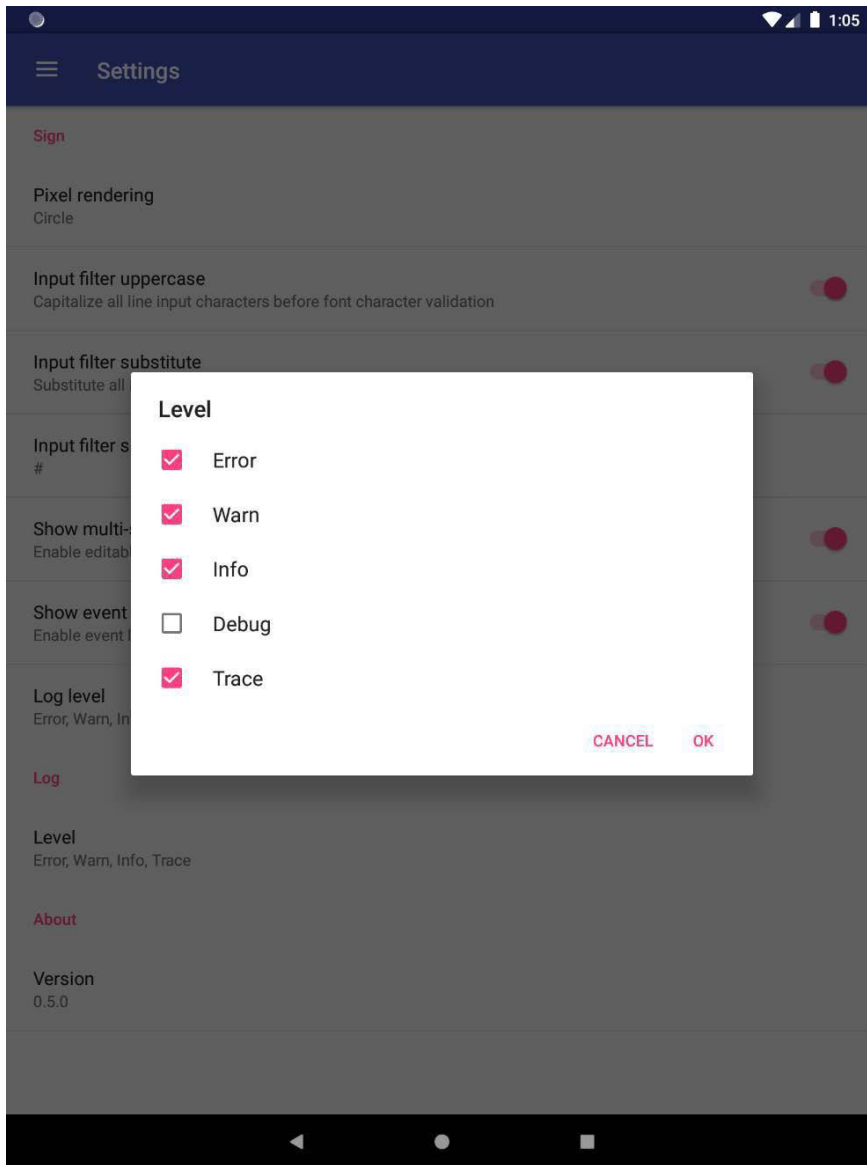 1:05
Settings
Sign
Pixel rendering
Circle
Input filter uppercase
Capitalize all line input characters before font character validation
Input filter substitute
Substitute all
Level
Input filter s
#
Error
Warn
Show multi-
Enable editab
Info
Show event
Enable event
Debug
Log level
Error, Warn, In
Trace
CANCEL OK
Log
Level
Error, Warn, Info, Trace
About
Version
0.5.0